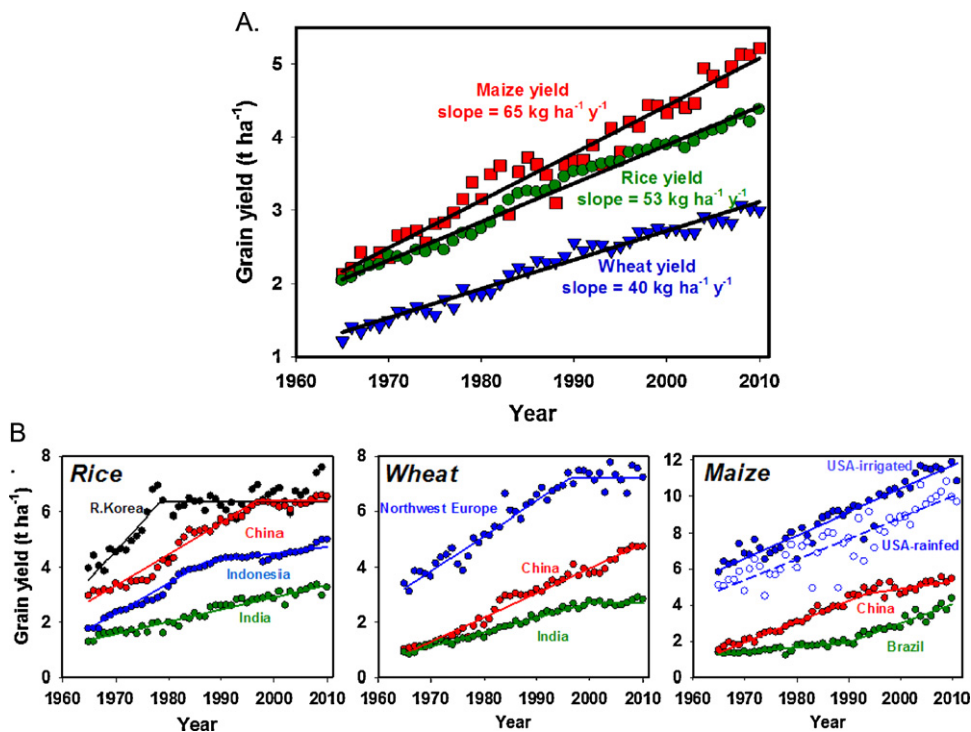 A.
Grain yield (t ha⁻¹)
5
4
3
2
1
Maize yield
slope = 65 kg ha⁻¹ y⁻¹
Rice yield
slope = 53 kg ha⁻¹ y⁻¹
Wheat yield
slope = 40 kg ha⁻¹ y⁻¹
1960 1970 1980 1990 2000 2010
Year
B
Grain yield (t ha⁻¹)
8
6
4
2
0
Rice
R.Korea
China
Indonesia
India
1960 1970 1980 1990 2000 2010
Year
8
6
4
2
0
Wheat
Northwest Europe
China
India
1960 1970 1980 1990 2000 2010
Year
12
10
8
6
4
2
0
Maize
USA-irrigated
USA-rainfed
China
Brazil
1960 1970 1980 1990 2000 2010
Year